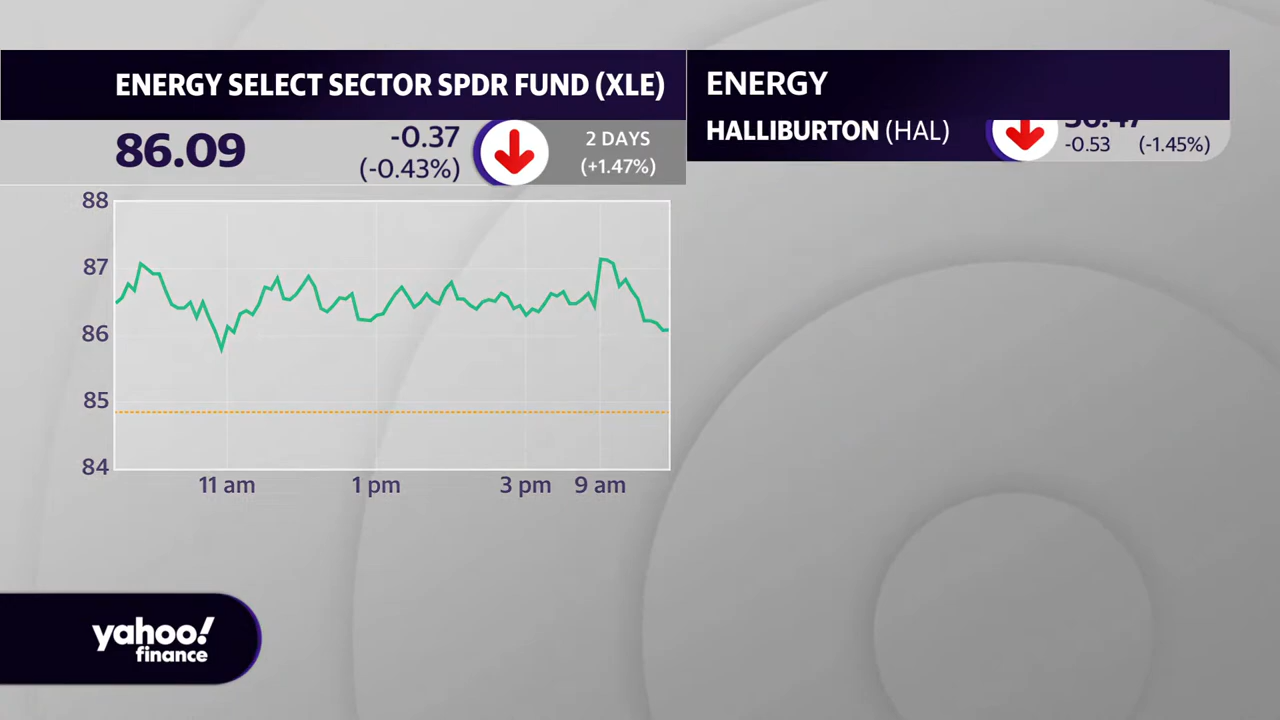 ENERGY SELECT SECTOR SPDR FUND (XLE)
86.09
-0.37
(-0.43%)
2 DAYS
(+1.47%)
88
87
86
85
84
11 am
1 pm
3 pm
9 am
ENERGY
HALLIBURTON (HAL)
-0.53
(-1.45%)
yahoo!
finance